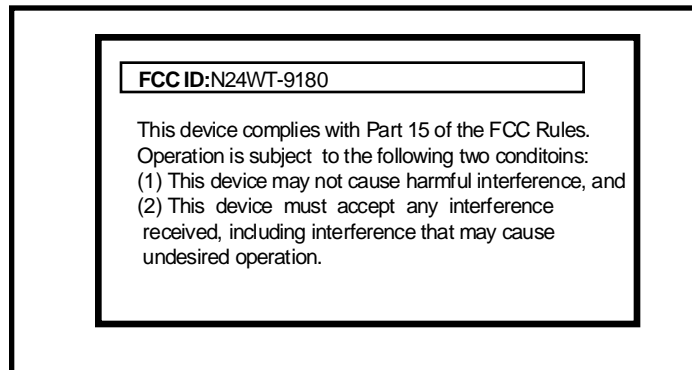 FCC ID:N24WT-9180
This device complies with Part 15 of the FCC Rules.
Operation is subject to the following two conditoins:
(1) This device may not cause harmful interference, and
(2) This device must accept any interference
received, including interference that may cause
undesired operation.